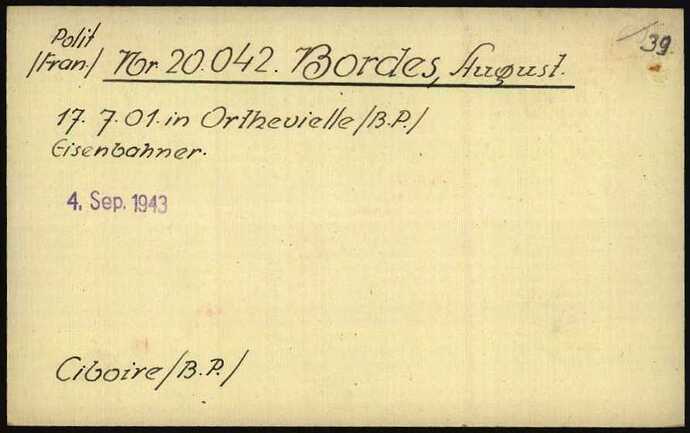 Polit
/Fran./ Nr. 20.042. Bordes, August.
39.
17. 7. 01. in Orthevielle /B.P./
Eisenbahner.
4. Sep. 1943
Ciboire /B.P./